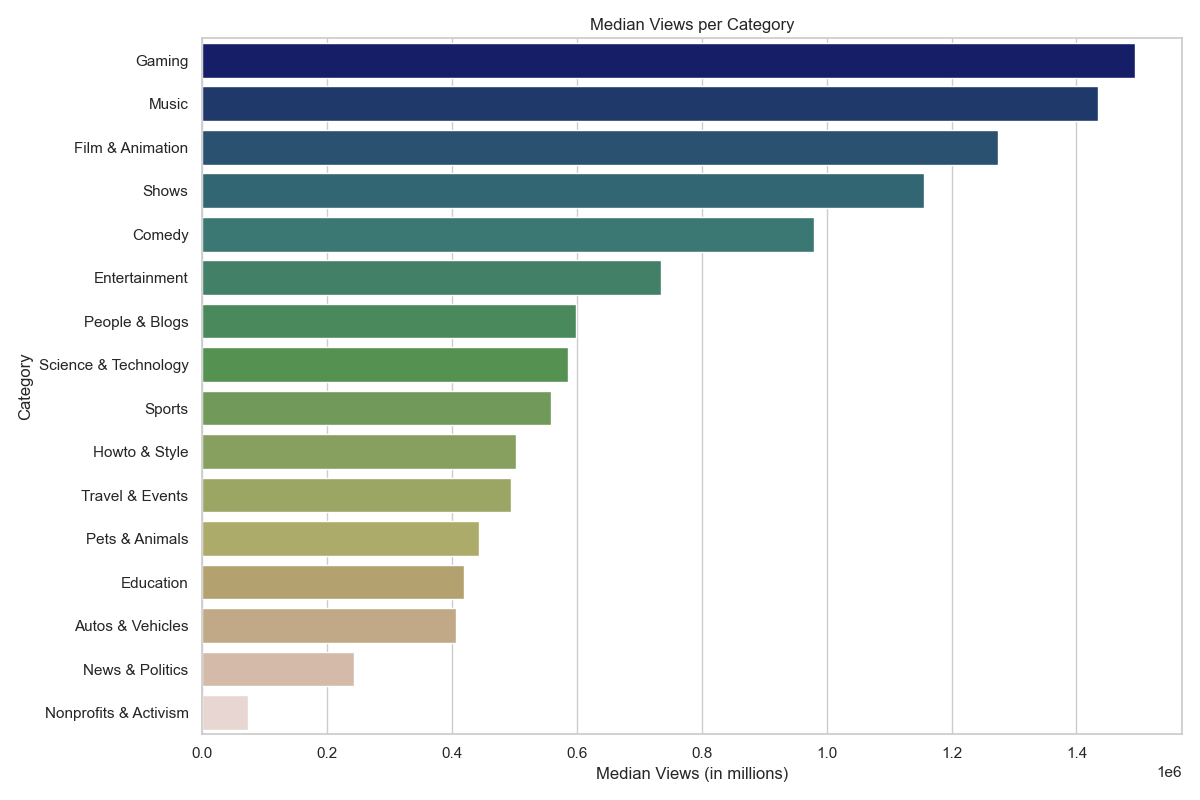 Median Views per Category
Category
Gaming
Music
Film & Animation
Shows
Comedy
Entertainment
People & Blogs
Science & Technology
Sports
Howto & Style
Travel & Events
Pets & Animals
Education
Autos & Vehicles
News & Politics
Nonprofits & Activism
0.0 0.2 0.4 0.6 0.8 1.0 1.2 1.4
1e6
Median Views (in millions)